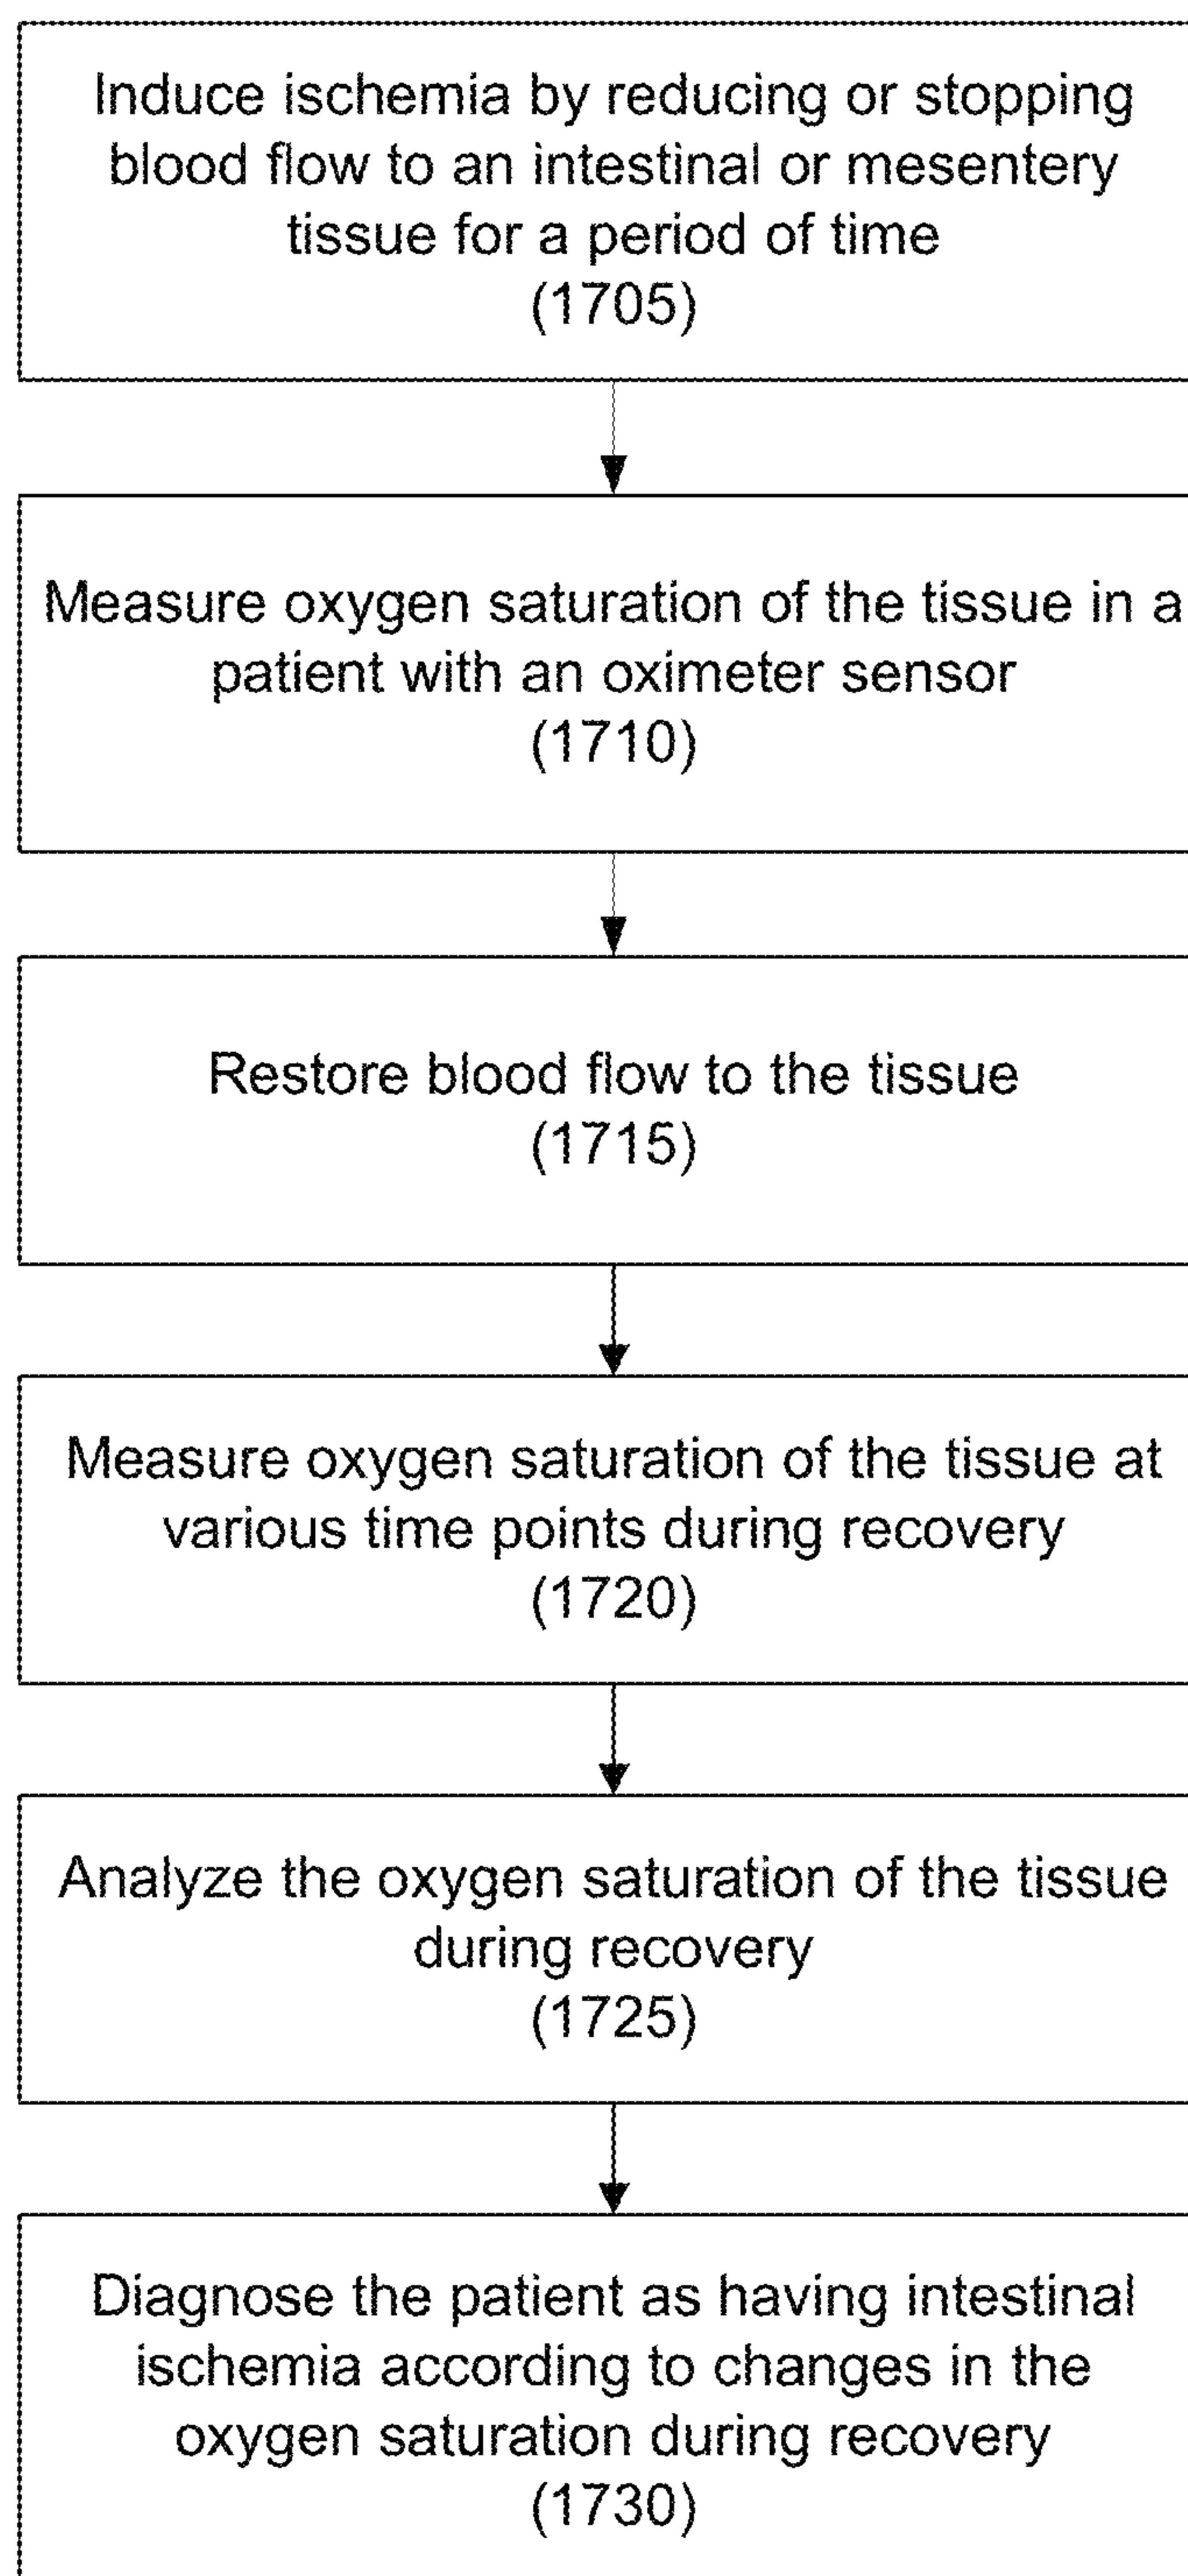 Induce ischemia by reducing or stopping
blood flow to an intestinal or mesentery
tissue for a period of time
(1705)
Measure oxygen saturation of the tissue in a
patient with an oximeter sensor
(1710)
Restore blood flow to the tissue
(1715)
Measure oxygen saturation of the tissue at
various time points during recovery
(1720)
Analyze the oxygen saturation of the tissue
during recovery
(1725)
Diagnose the patient as having intestinal
ischemia according to changes in the
oxygen saturation during recovery
(1730)